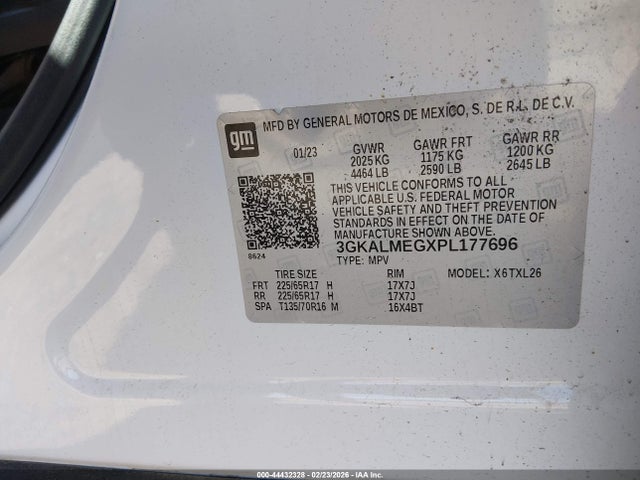 gm
MFD BY GENERAL MOTORS DE MEXICO, S. DE R.L. DE C.V.
01/23 GVWR GAWR FRT GAWR RR
2025 KG 1175 KG 1200 KG
4464 LB 2590 LB 2645 LB
THIS VEHICLE CONFORMS TO ALL
APPLICABLE U.S. FEDERAL MOTOR
VEHICLE SAFETY AND THEFT PREVENTION
STANDARDS IN EFFECT ON THE DATE OF
MANUFACTURE SHOWN ABOVE.
8624
3GKALMEGXPL177696
TYPE: MPV
TIRE SIZE RIM MODEL: X6TXL26
FRT 225/65R17 H 17X7J
RR 225/65R17 H 17X7J
SPA T135/70R16 M 16X4BT
000-44432328 - 02/23/2026 - IAA Inc.